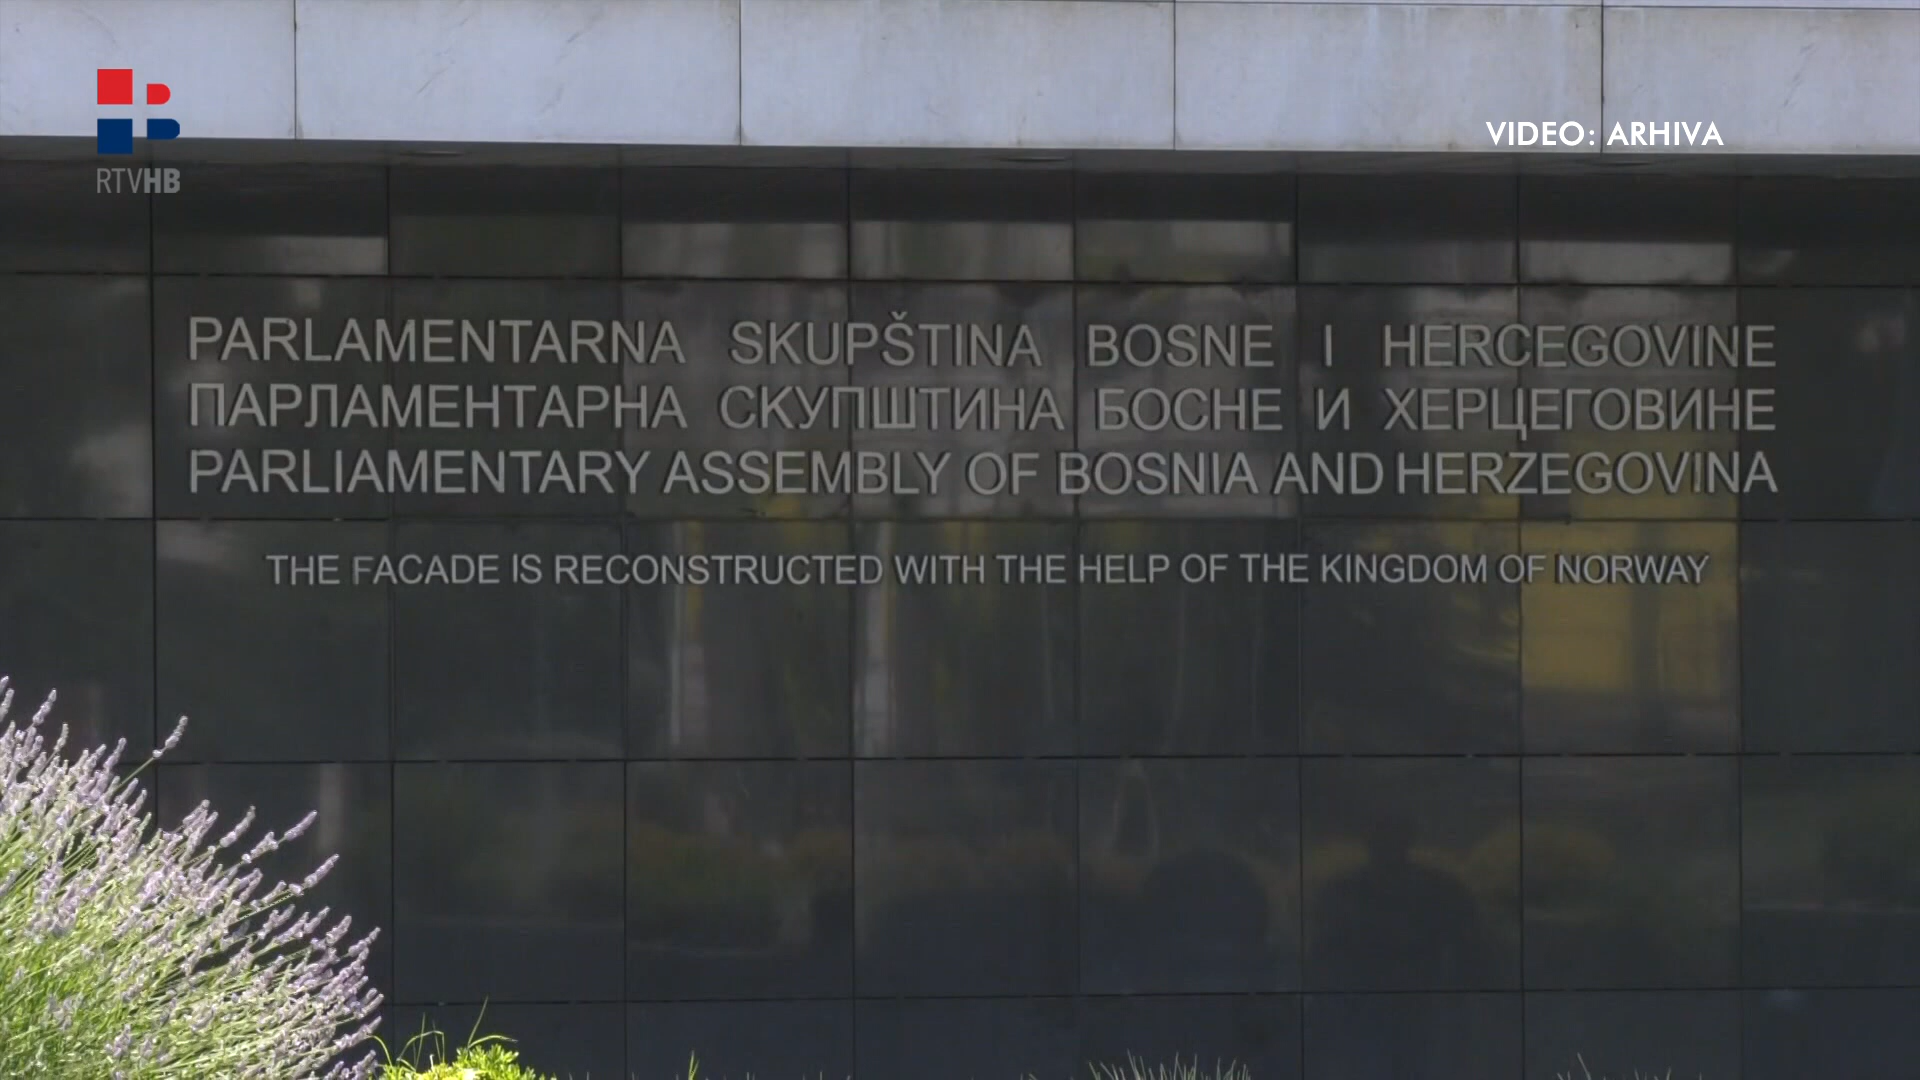 RTVHB
VIDEO: ARHIVA
PARLAMENTARNA SKUPŠTINA BOSNE I HERCEGOVINE
ПАРЛАМЕНТАРНА СКУПШТИНА БОСНЕ И ХЕРЦЕГОВИНЕ
PARLIAMENTARY ASSEMBLY OF BOSNIA AND HERZEGOVINA
THE FACADE IS RECONSTRUCTED WITH THE HELP OF THE KINGDOM OF NORWAY